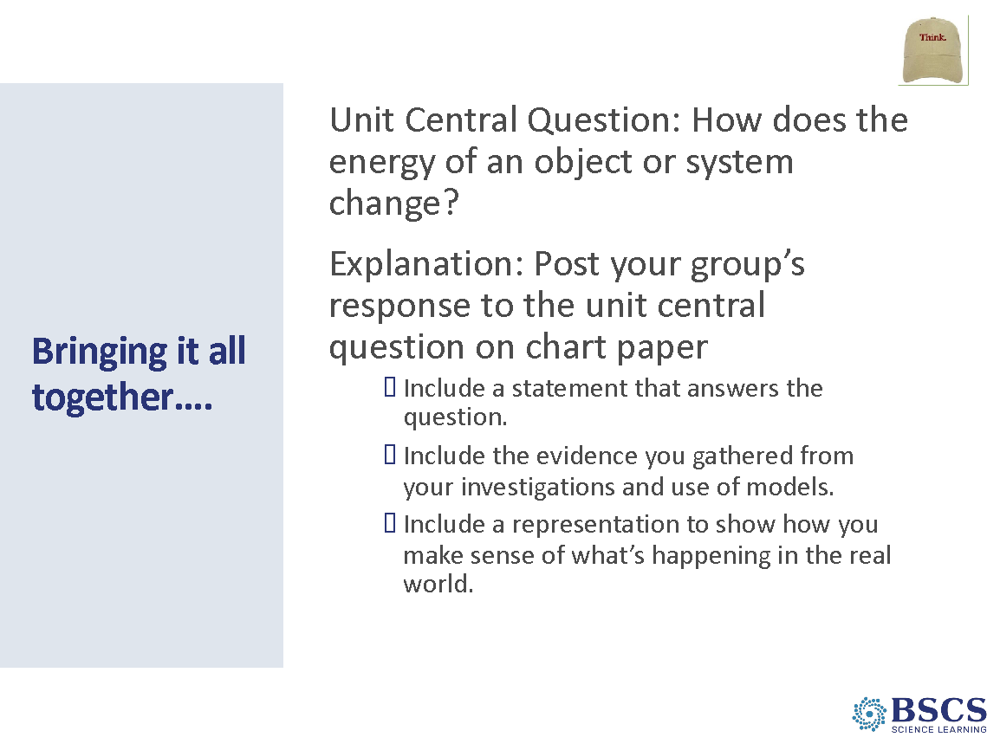 Think.
Unit Central Question: How does the
energy of an object or system
change?
Explanation: Post your group’s
response to the unit central
question on chart paper
Bringing it all
together….
Include a statement that answers the
question.
Include the evidence you gathered from
your investigations and use of models.
Include a representation to show how you
make sense of what’s happening in the real
world.
BSCS
SCIENCE LEARNING